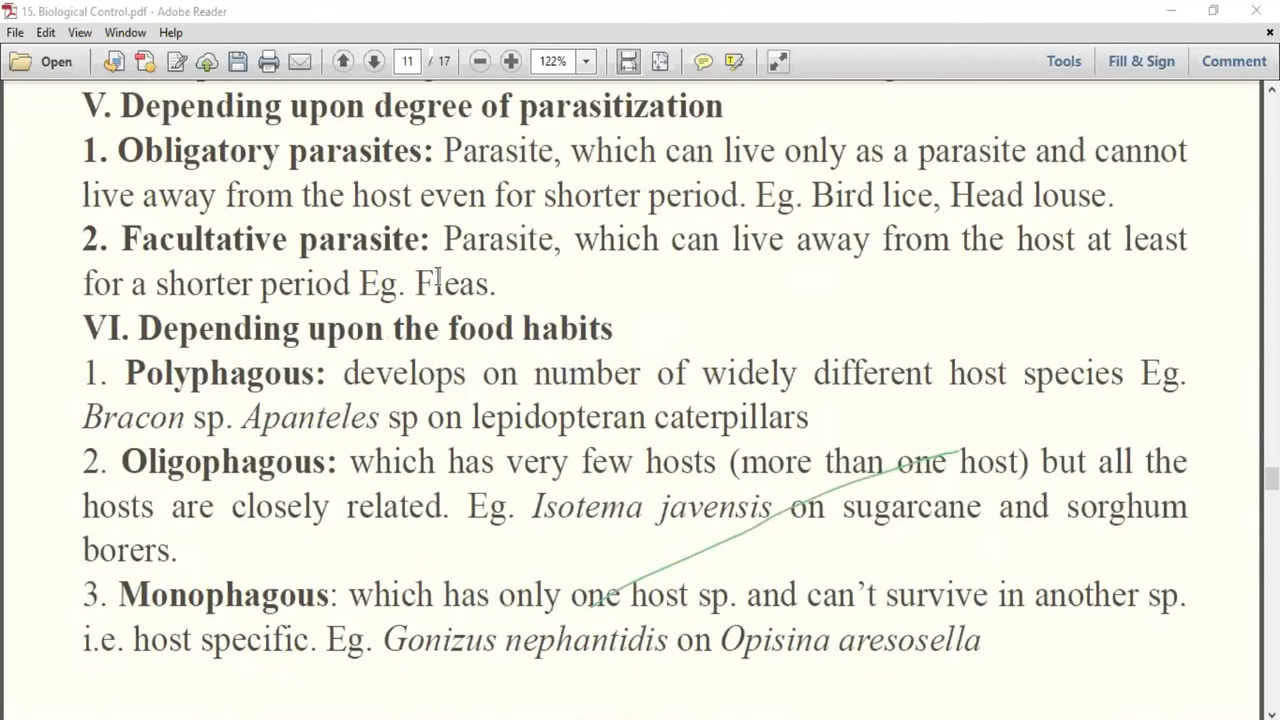 15. Biological Control.pdf - Adobe Reader
File Edit View Window Help
Open 11 / 17 122% Tools Fill & Sign Comment
V. Depending upon degree of parasitization
1. Obligatory parasites: Parasite, which can live only as a parasite and cannot
live away from the host even for shorter period. Eg. Bird lice, Head louse.
2. Facultative parasite: Parasite, which can live away from the host at least
for a shorter period Eg. Fleas.
VI. Depending upon the food habits
1. Polyphagous: develops on number of widely different host species Eg.
Bracon sp. Apanteles sp on lepidopteran caterpillars
2. Oligophagous: which has very few hosts (more than one host) but all the
hosts are closely related. Eg. Isotema javensis on sugarcane and sorghum
borers.
3. Monophagous: which has only one host sp. and can’t survive in another sp.
i.e. host specific. Eg. Gonizus nephantidis on Opisina aresosella